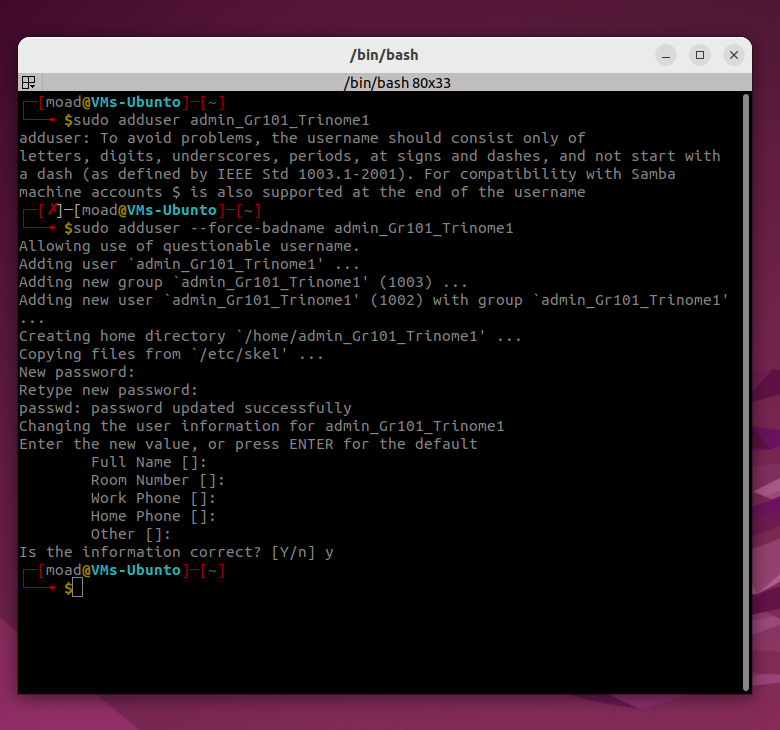 /bin/bash
/bin/bash 80x33
┌─[moad@VMs-Ubunto]─[~]
└──╼ $sudo adduser admin_Gr101_Trinome1
adduser: To avoid problems, the username should consist only of
letters, digits, underscores, periods, at signs and dashes, and not start with
a dash (as defined by IEEE Std 1003.1-2001). For compatibility with Samba
machine accounts $ is also supported at the end of the username
┌─[✗]─[moad@VMs-Ubunto]─[~]
└──╼ $sudo adduser --force-badname admin_Gr101_Trinome1
Allowing use of questionable username.
Adding user `admin_Gr101_Trinome1' ...
Adding new group `admin_Gr101_Trinome1' (1003) ...
Adding new user `admin_Gr101_Trinome1' (1002) with group `admin_Gr101_Trinome1'
...
Creating home directory `/home/admin_Gr101_Trinome1' ...
Copying files from `/etc/skel' ...
New password:
Retype new password:
passwd: password updated successfully
Changing the user information for admin_Gr101_Trinome1
Enter the new value, or press ENTER for the default
        Full Name []:
        Room Number []:
        Work Phone []:
        Home Phone []:
        Other []:
Is the information correct? [Y/n] y
┌─[moad@VMs-Ubunto]─[~]
└──╼ $